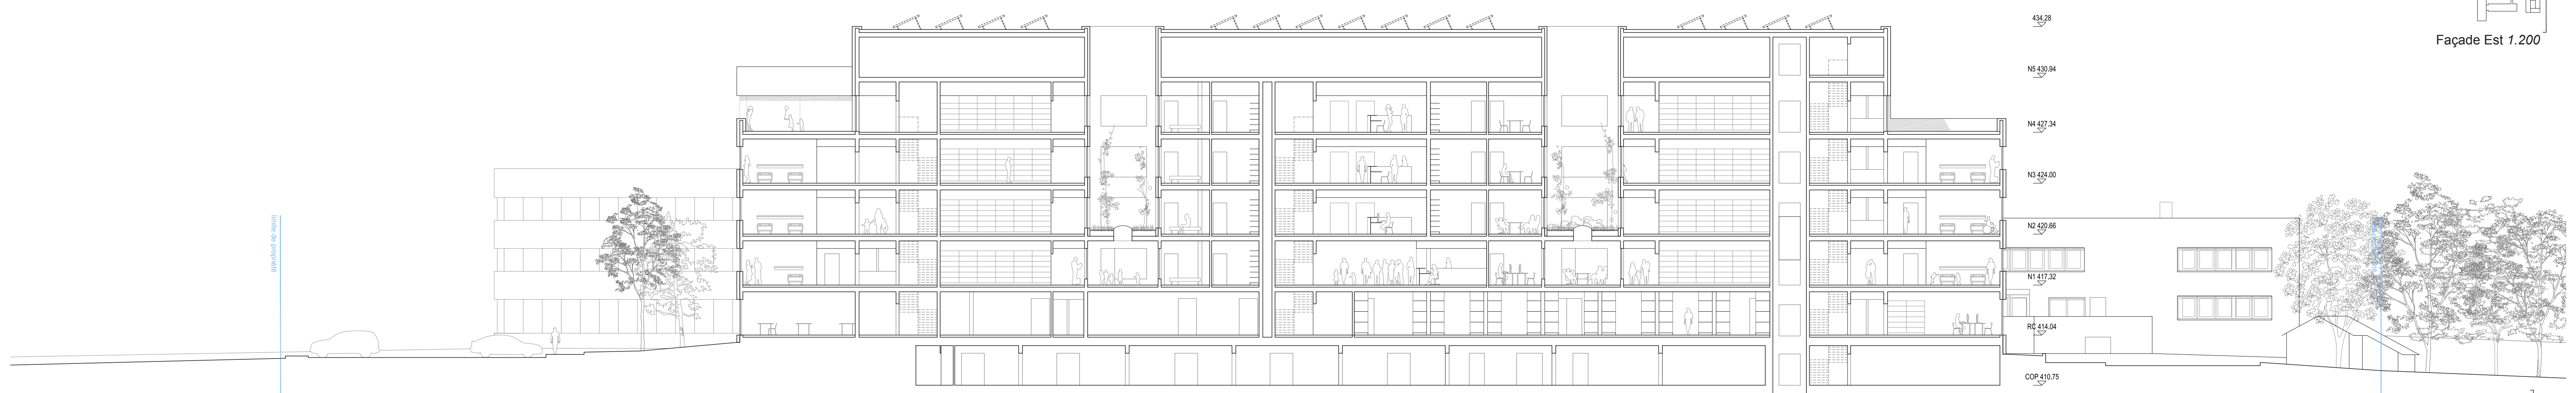 434.28
Façade Est 1.200
N5 430.94
N4 427.34
N3 424.00
limite de propriété
N2 420.66
N1 417.32
RC 414.04
COP 410.75